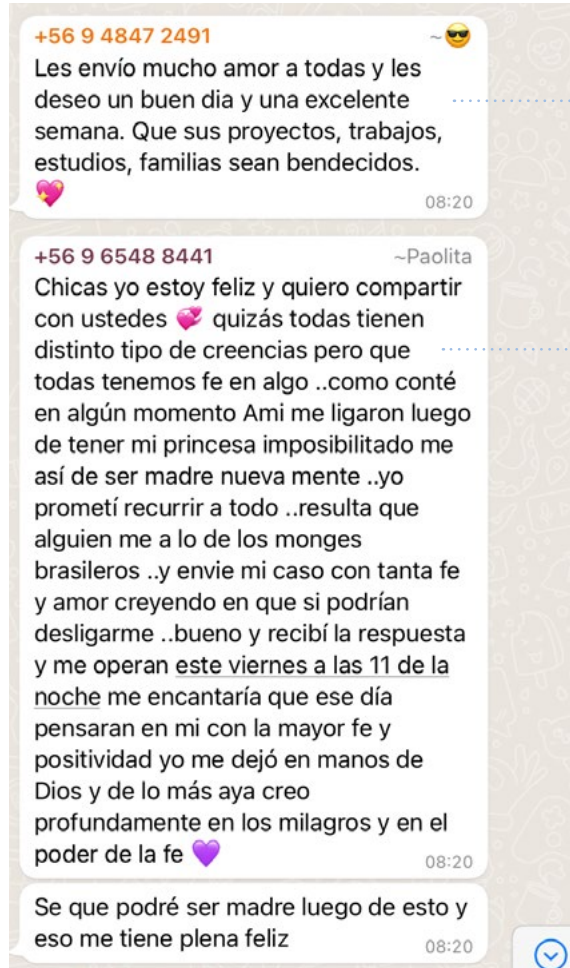 +56 9 4847 2491 ~😎
Les envío mucho amor a todas y les
deseo un buen dia y una excelente
semana. Que sus proyectos, trabajos,
estudios, familias sean bendecidos.
💖 08:20
+56 9 6548 8441 ~Paolita
Chicas yo estoy feliz y quiero compartir
con ustedes 💞 quizás todas tienen
distinto tipo de creencias pero que
todas tenemos fe en algo ..como conté
en algún momento Ami me ligaron luego
de tener mi princesa imposibilitado me
así de ser madre nueva mente ..yo
prometí recurrir a todo ..resulta que
alguien me a lo de los monges
brasileros ..y envie mi caso con tanta fe
y amor creyendo en que si podrían
desligarme ..bueno y recibí la respuesta
y me operan este viernes a las 11 de la
noche me encantaría que ese día
pensaran en mi con la mayor fe y
positividad yo me dejó en manos de
Dios y de lo más aya creo
profundamente en los milagros y en el
poder de la fe 💜 08:20
Se que podré ser madre luego de esto y
eso me tiene plena feliz 08:20